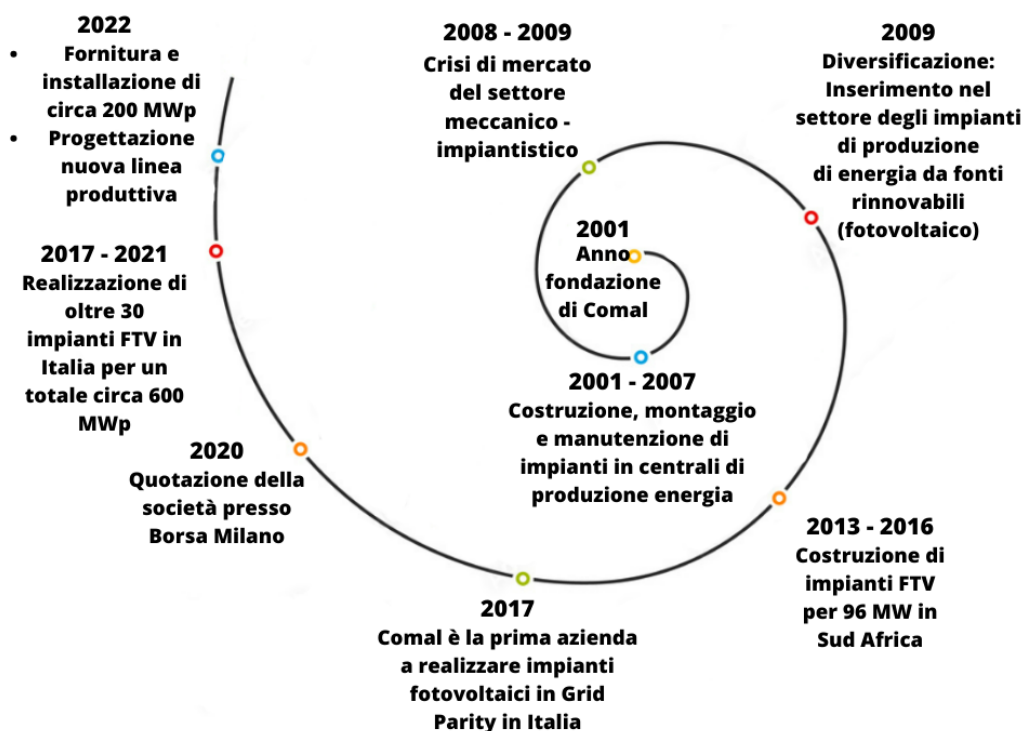 2001
Anno
fondazione
di Comal
2001 - 2007
Costruzione, montaggio
e manutenzione di
impianti in centrali di
produzione energia
2008 - 2009
Crisi di mercato
del settore
meccanico -
impiantistico
2009
Diversificazione:
Inserimento nel
settore degli impianti
di produzione
di energia da fonti
rinnovabili
(fotovoltaico)
2013 - 2016
Costruzione di
impianti FTV
per 96 MW in
Sud Africa
2017
Comal è la prima azienda
a realizzare impianti
fotovoltaici in Grid
Parity in Italia
2020
Quotazione della
società presso
Borsa Milano
2017 - 2021
Realizzazione di
oltre 30
impianti FTV in
Italia per un
totale circa 600
MWp
2022
• Fornitura e
installazione di
circa 200 MWp
• Progettazione
nuova linea
produttiva